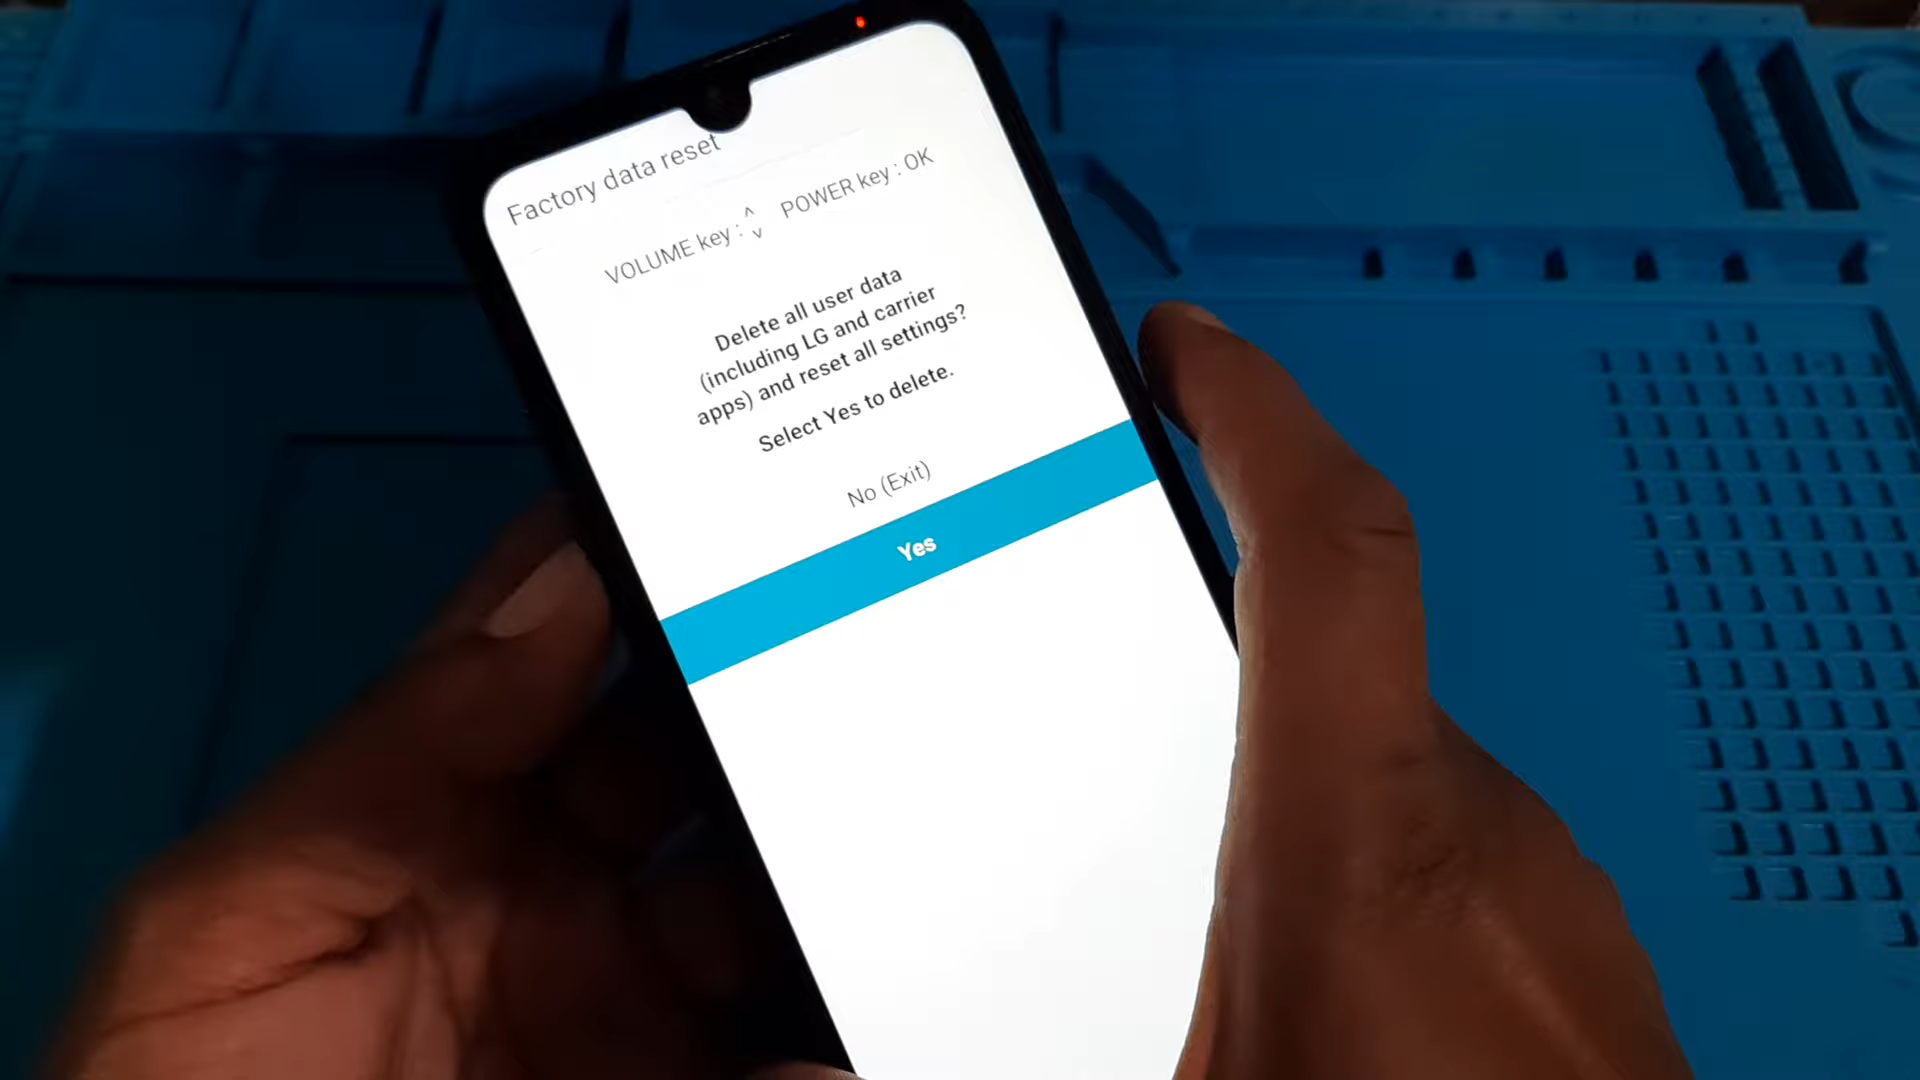 Factory data reset
VOLUME key : ^ v POWER key : OK
Delete all user data
(including LG and carrier
apps) and reset all settings?
Select Yes to delete.
No (Exit)
Yes